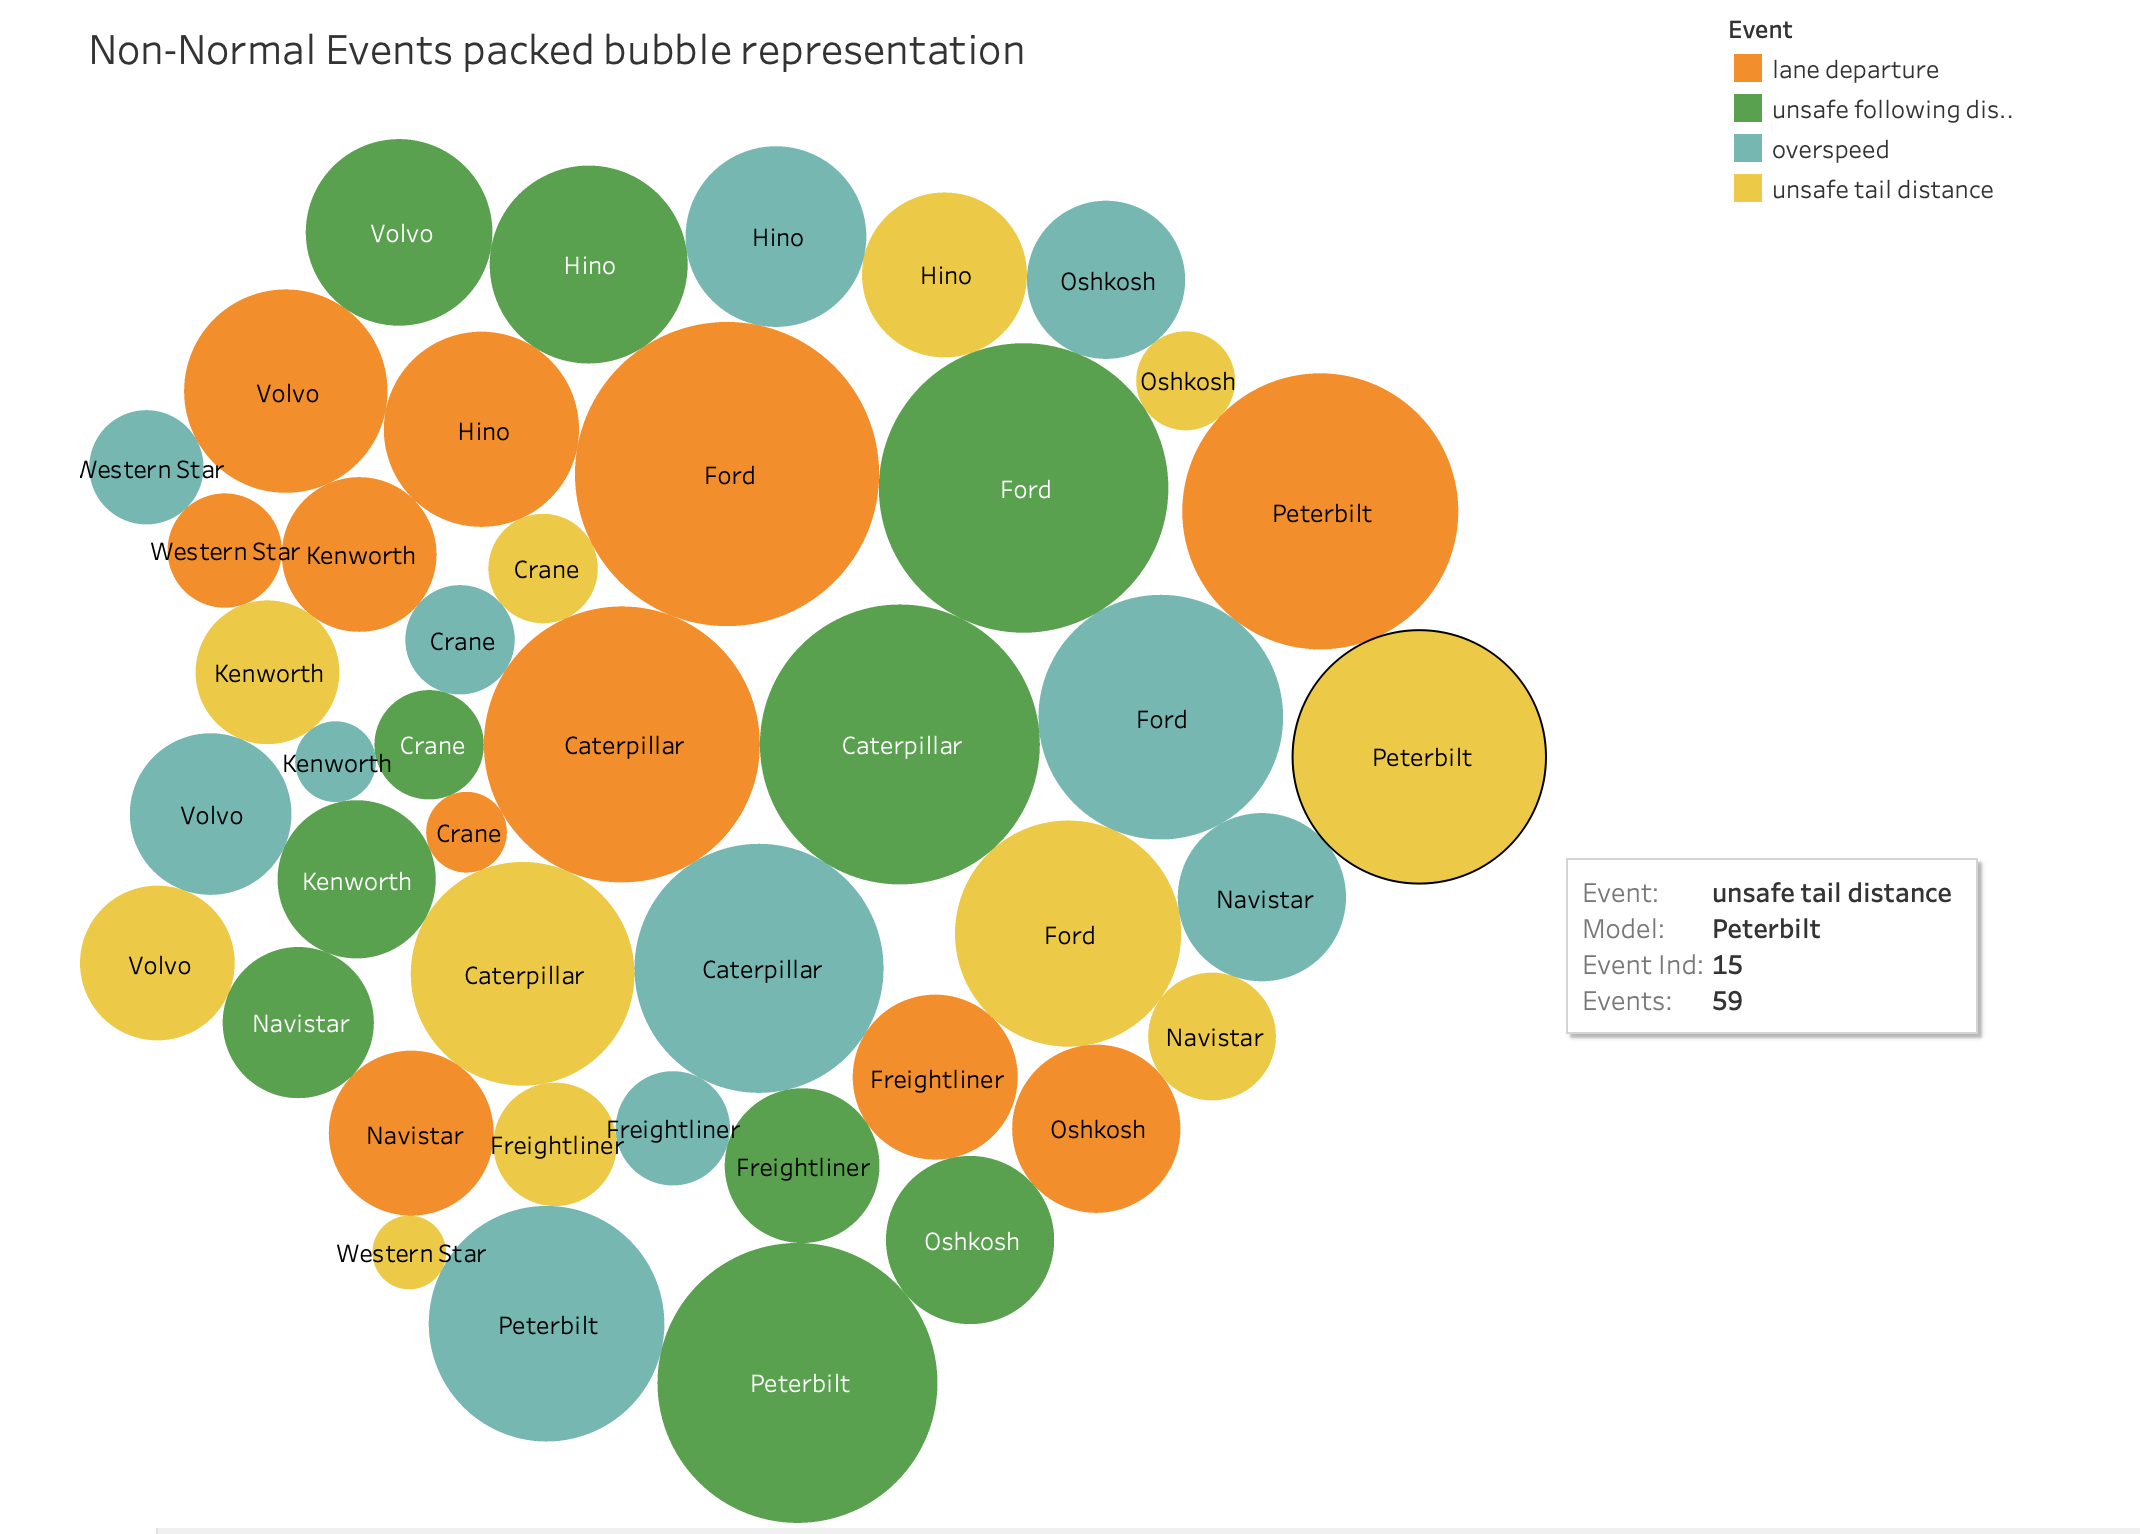 Non-Normal Events packed bubble representation
Event
lane departure
unsafe following dis..
overspeed
unsafe tail distance
Volvo
Hino
Hino
Hino
Oshkosh
Oshkosh
Volvo
Hino
Ford
Ford
Peterbilt
Western Star
Western Star
Kenworth
Crane
Crane
Kenworth
Crane
Caterpillar
Caterpillar
Ford
Peterbilt
Kenworth
Volvo
Crane
Kenworth
Navistar
Ford
Volvo
Caterpillar
Caterpillar
Navistar
Navistar
Freightliner
Oshkosh
Navistar
Freightliner
Freightliner
Freightliner
Oshkosh
Western Star
Peterbilt
Peterbilt
Event: unsafe tail distance
Model: Peterbilt
Event Ind: 15
Events: 59